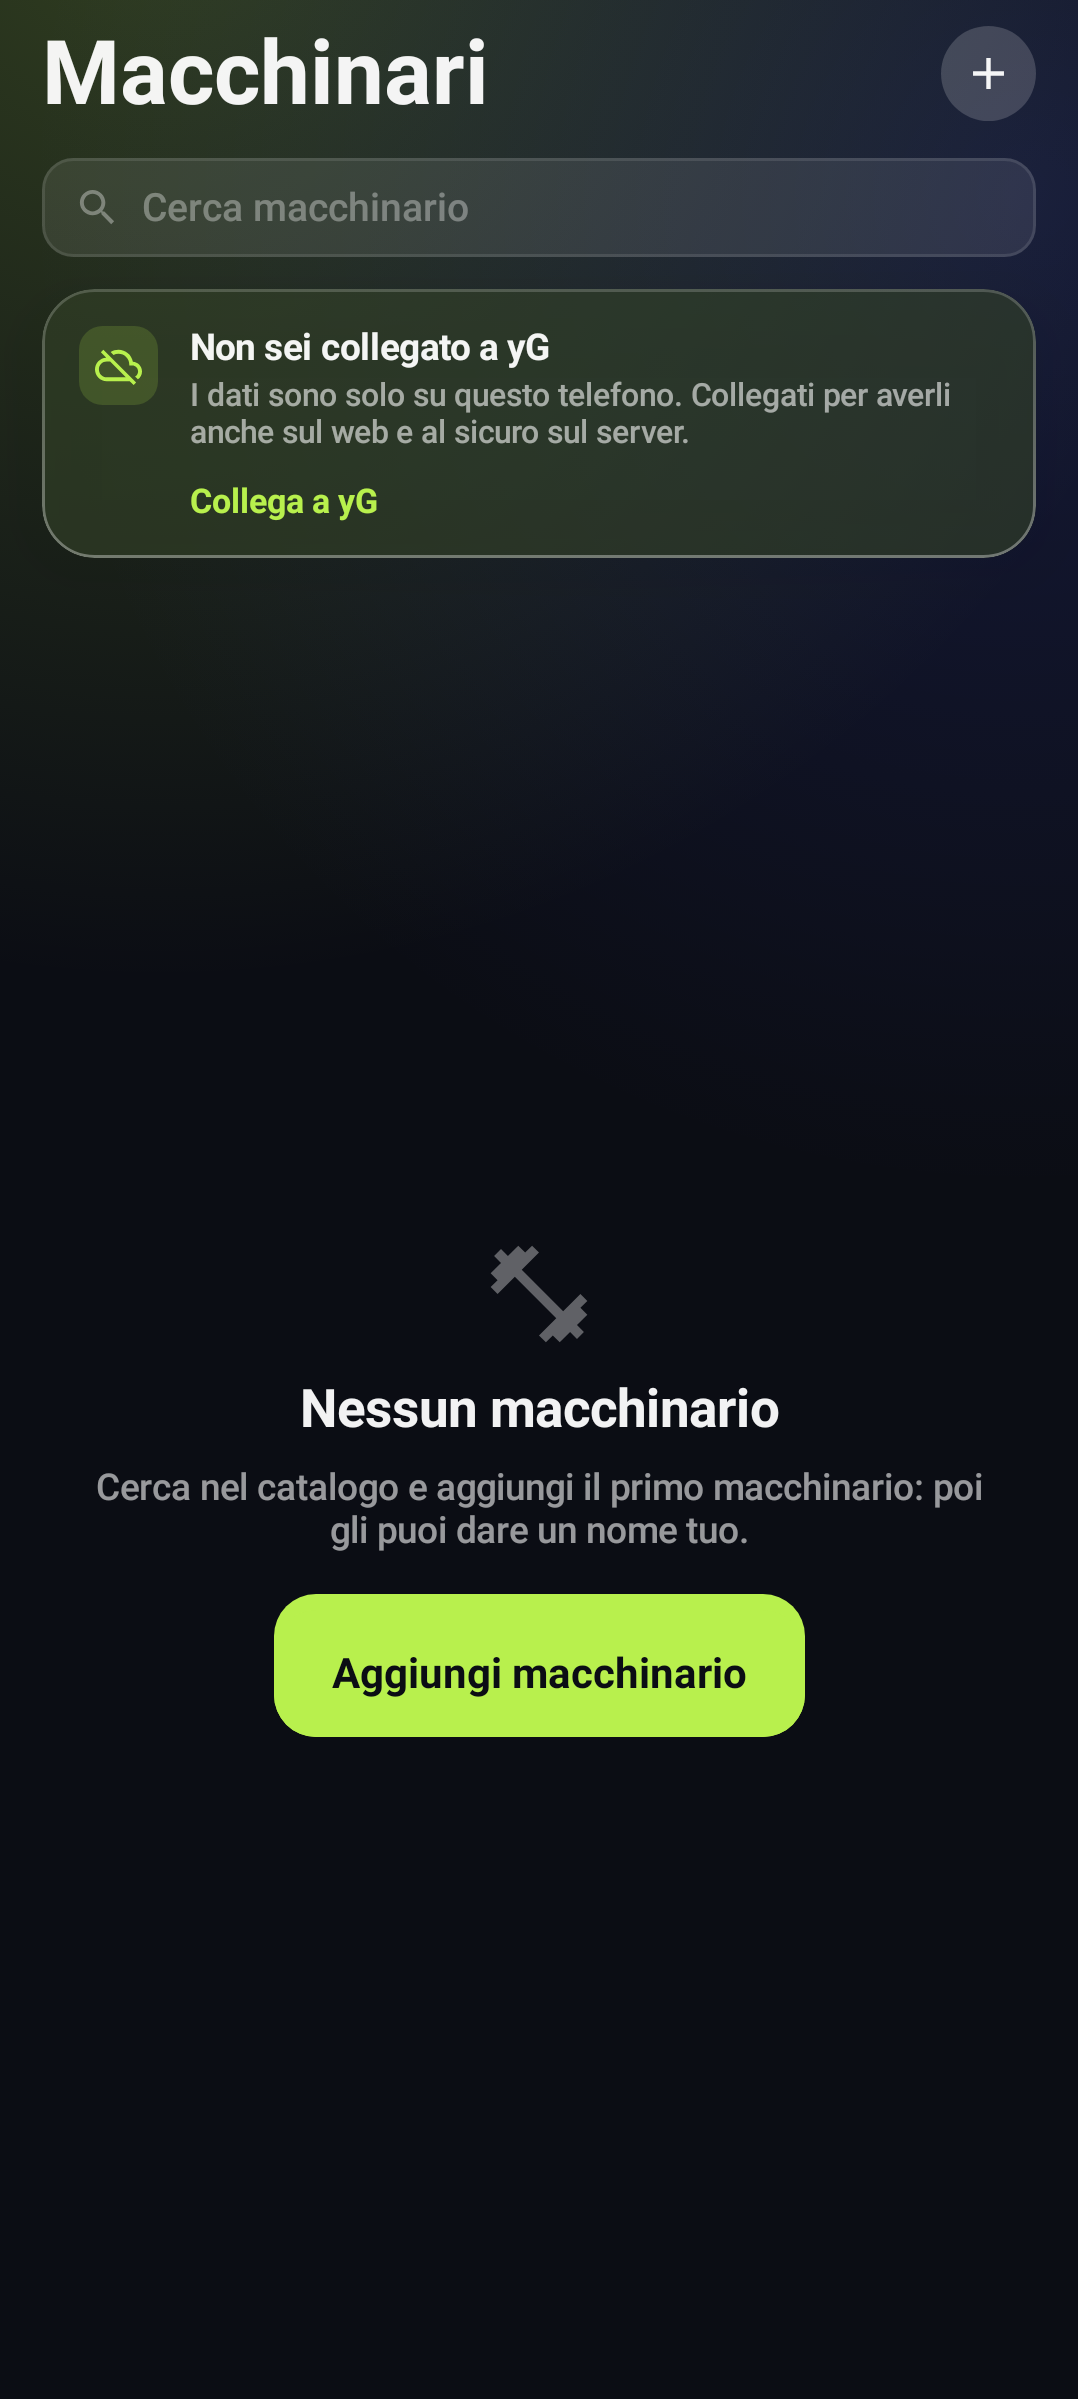 Macchinari
Cerca macchinario
Non sei collegato a yG
I dati sono solo su questo telefono. Collegati per averli
anche sul web e al sicuro sul server.
Collega a yG
Nessun macchinario
Cerca nel catalogo e aggiungi il primo macchinario: poi
gli puoi dare un nome tuo.
Aggiungi macchinario